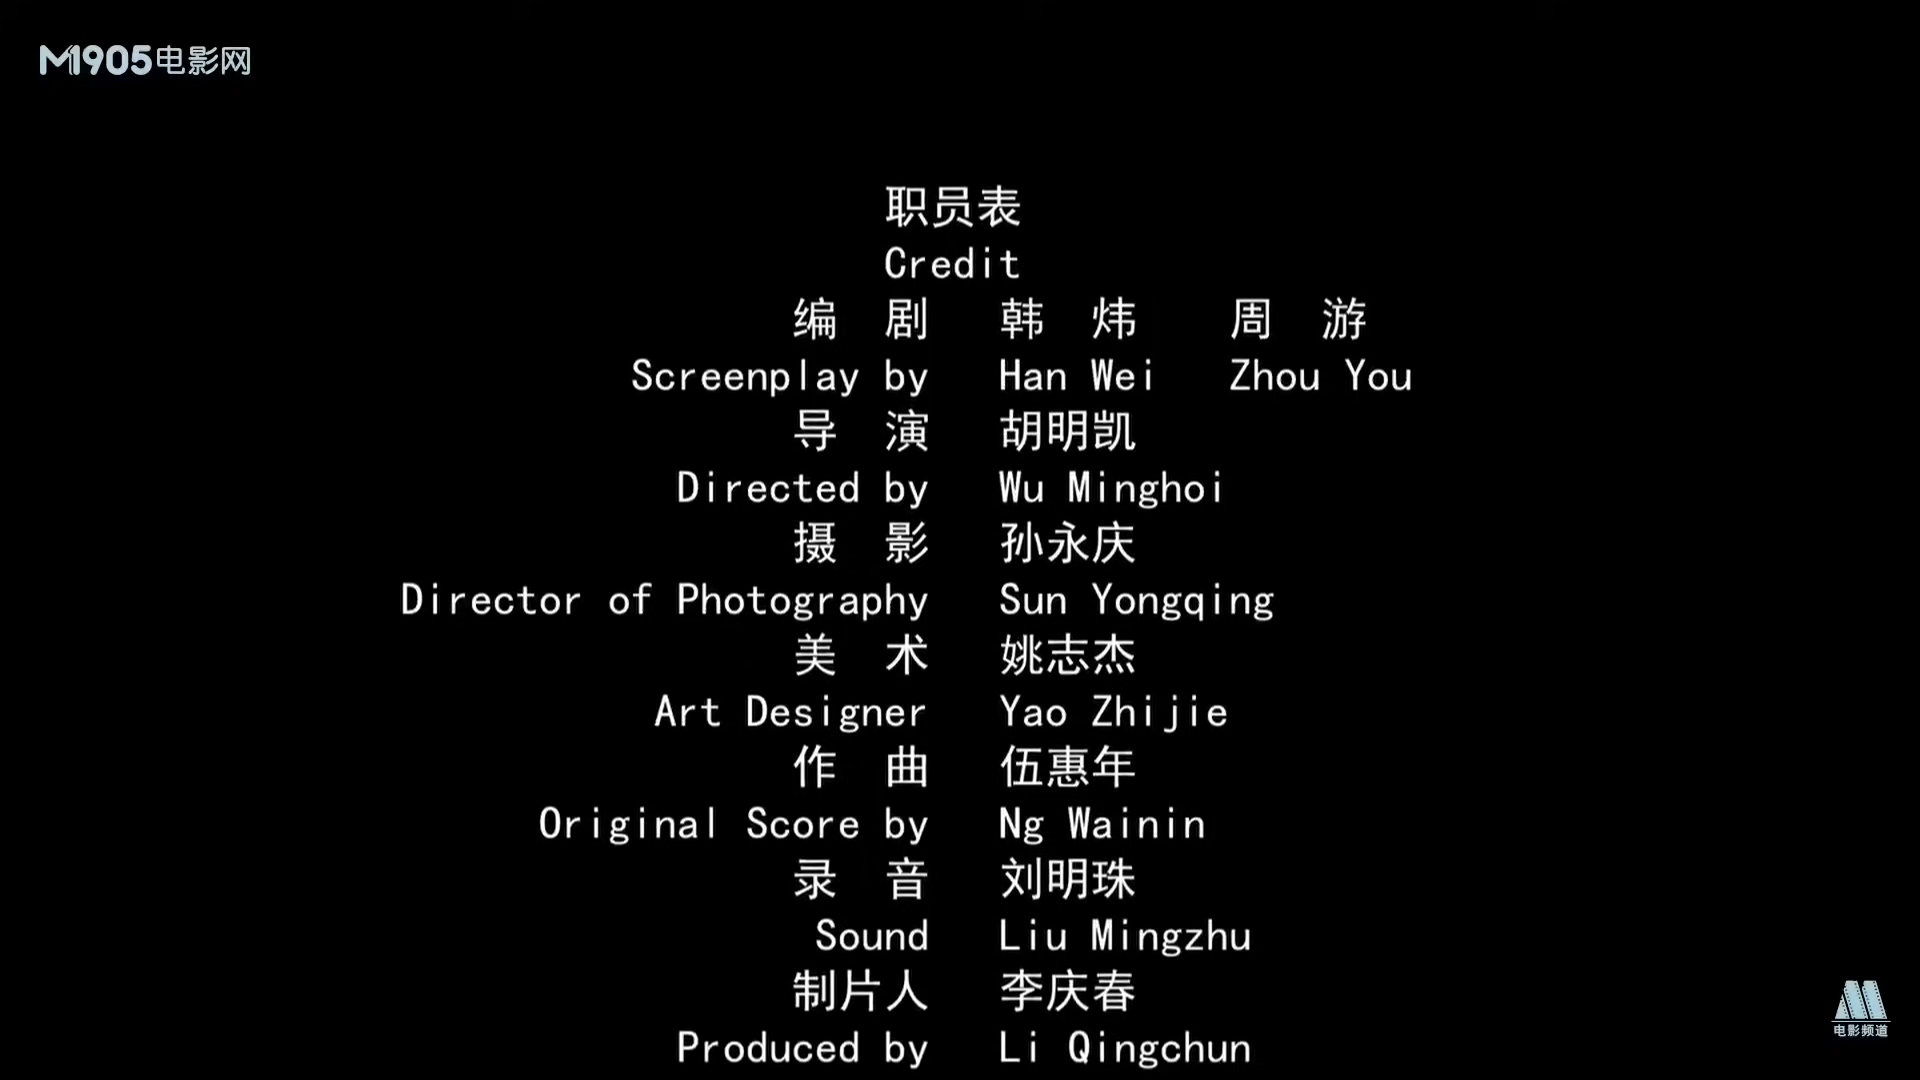 M1905电影网
职员表
Credit
编 剧 韩 炜 周 游
Screenplay by Han Wei Zhou You
导 演 胡明凯
Directed by Wu Minghoi
摄 影 孙永庆
Director of Photography Sun Yongqing
美 术 姚志杰
Art Designer Yao Zhijie
作 曲 伍惠年
Original Score by Ng Wainin
录 音 刘明珠
Sound Liu Mingzhu
制片人 李庆春
Produced by Li Qingchun
电影频道